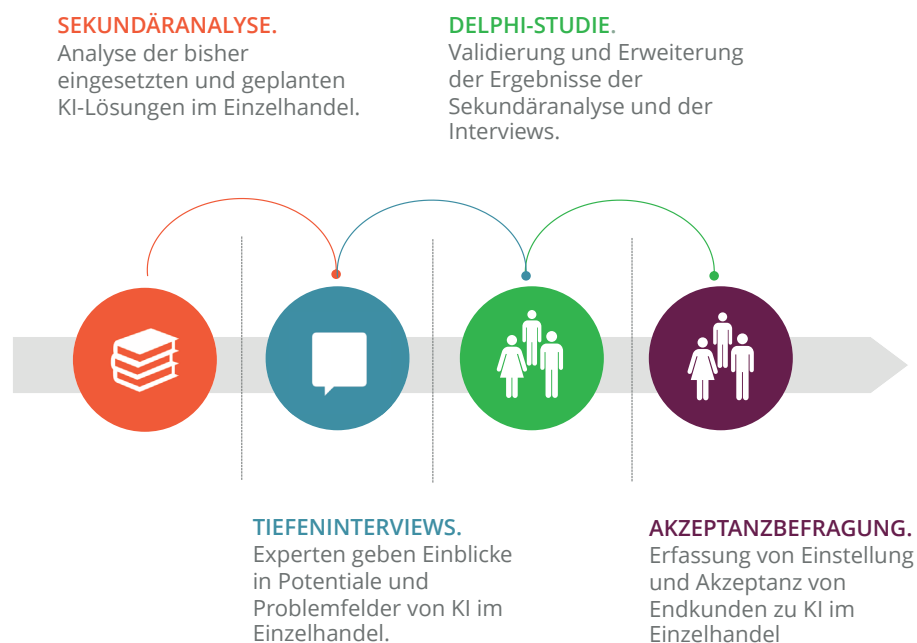 SEKUNDÄRANALYSE.
Analyse der bisher
eingesetzten und geplanten
KI-Lösungen im Einzelhandel.
DELPHI-STUDIE.
Validierung und Erweiterung
der Ergebnisse der
Sekundäranalyse und der
Interviews.
TIEFENINTERVIEWS.
Experten geben Einblicke
in Potentiale und
Problemfelder von KI im
Einzelhandel.
AKZEPTANZBEFRAGUNG.
Erfassung von Einstellung
und Akzeptanz von
Endkunden zu KI im
Einzelhandel